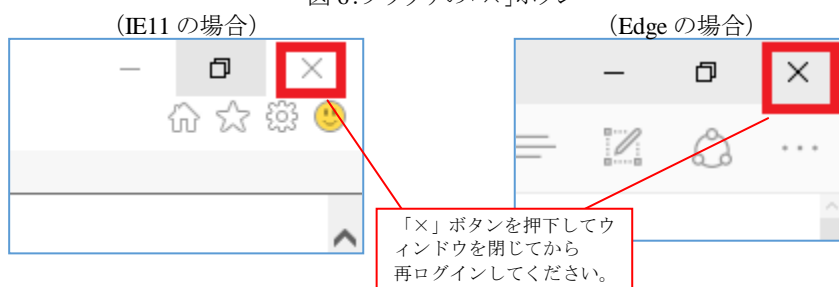 （IE11 の場合）
（Edge の場合）
「×」ボタンを押下してウ
ィンドウを閉じてから
再ログインしてください。